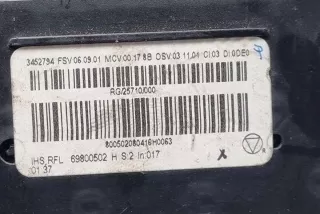 3452794 FSV 06.09.01 MCV.00.17.8B OSV.03.11.04 CI.03 DI.0DE0
RG/25710/000
800502080416H0063
IHS,RFL 69800502 H S.2 In:017 X
01.37